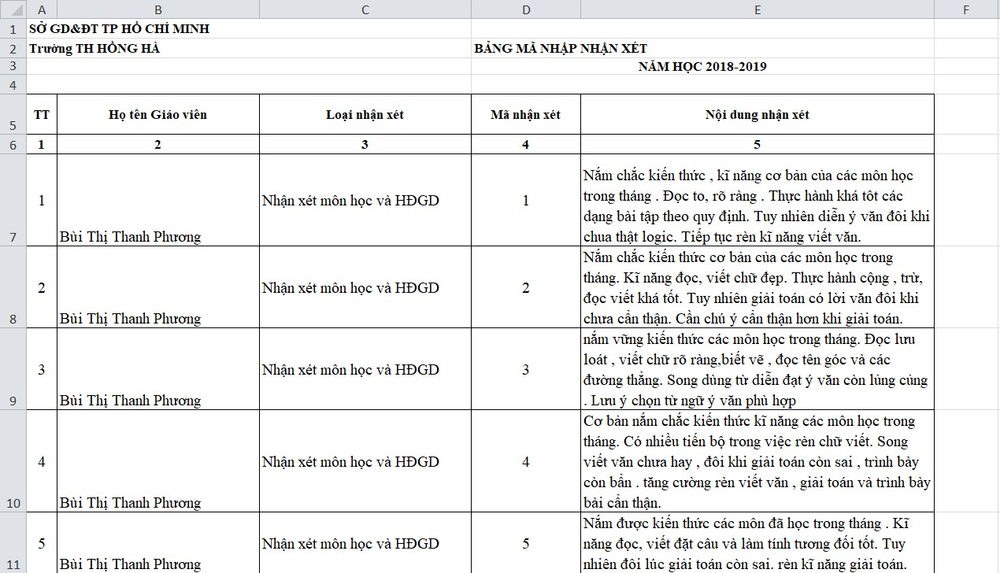 A B C D E F
1 SỞ GD&ĐT TP HỒ CHÍ MINH
2 Trường TH HỒNG HÀ BẢNG MÃ NHẬP NHẬN XÉT
3 NĂM HỌC 2018-2019
4
5 TT Họ tên Giáo viên Loại nhận xét Mã nhận xét Nội dung nhận xét
6 1 2 3 4 5
7 1 Bùi Thị Thanh Phương Nhận xét môn học và HĐGD 1 Nắm chắc kiến thức , kĩ năng cơ bản của các môn học
trong tháng . Đọc to, rõ ràng . Thực hành khá tôt các
dạng bài tập theo quy định. Tuy nhiên diễn ý văn đôi khi
chua thật logic. Tiếp tục rèn kĩ năng viết văn.
8 2 Bùi Thị Thanh Phương Nhận xét môn học và HĐGD 2 Nắm chắc kiến thức cơ bản của các môn học trong
tháng. Kĩ năng đọc, viết chữ đẹp. Thực hành cộng , trừ,
đọc viết khá tốt. Tuy nhiên giải toán có lời văn đôi khi
chưa cẩn thận. Cần chú ý cẩn thận hơn khi giải toán.
9 3 Bùi Thị Thanh Phương Nhận xét môn học và HĐGD 3 nắm vững kiến thức các môn học trong tháng. Đọc lưu
loát , viết chữ rõ ràng,biết vẽ , đọc tên góc và các
đường thẳng. Song dùng từ diễn đạt ý văn còn lủng củng
. Lưu ý chọn từ ngữ ý văn phù hợp
10 4 Bùi Thị Thanh Phương Nhận xét môn học và HĐGD 4 Cơ bản nắm chắc kiến thức kĩ năng các môn học trong
tháng. Có nhiều tiến bộ trong việc rèn chữ viết. Song
viết văn chưa hay , đôi khi giải toán còn sai , trình bày
còn bẩn . tăng cường rèn viết văn , giải toán và trình bày
bài cẩn thận.
11 5 Bùi Thị Thanh Phương Nhận xét môn học và HĐGD 5 Nắm được kiến thức các môn đã học trong tháng . Kĩ
năng đọc, viết đặt câu và làm tính tương đối tốt. Tuy
nhiên đôi lúc giải toán còn sai. rèn kĩ năng giải toán.